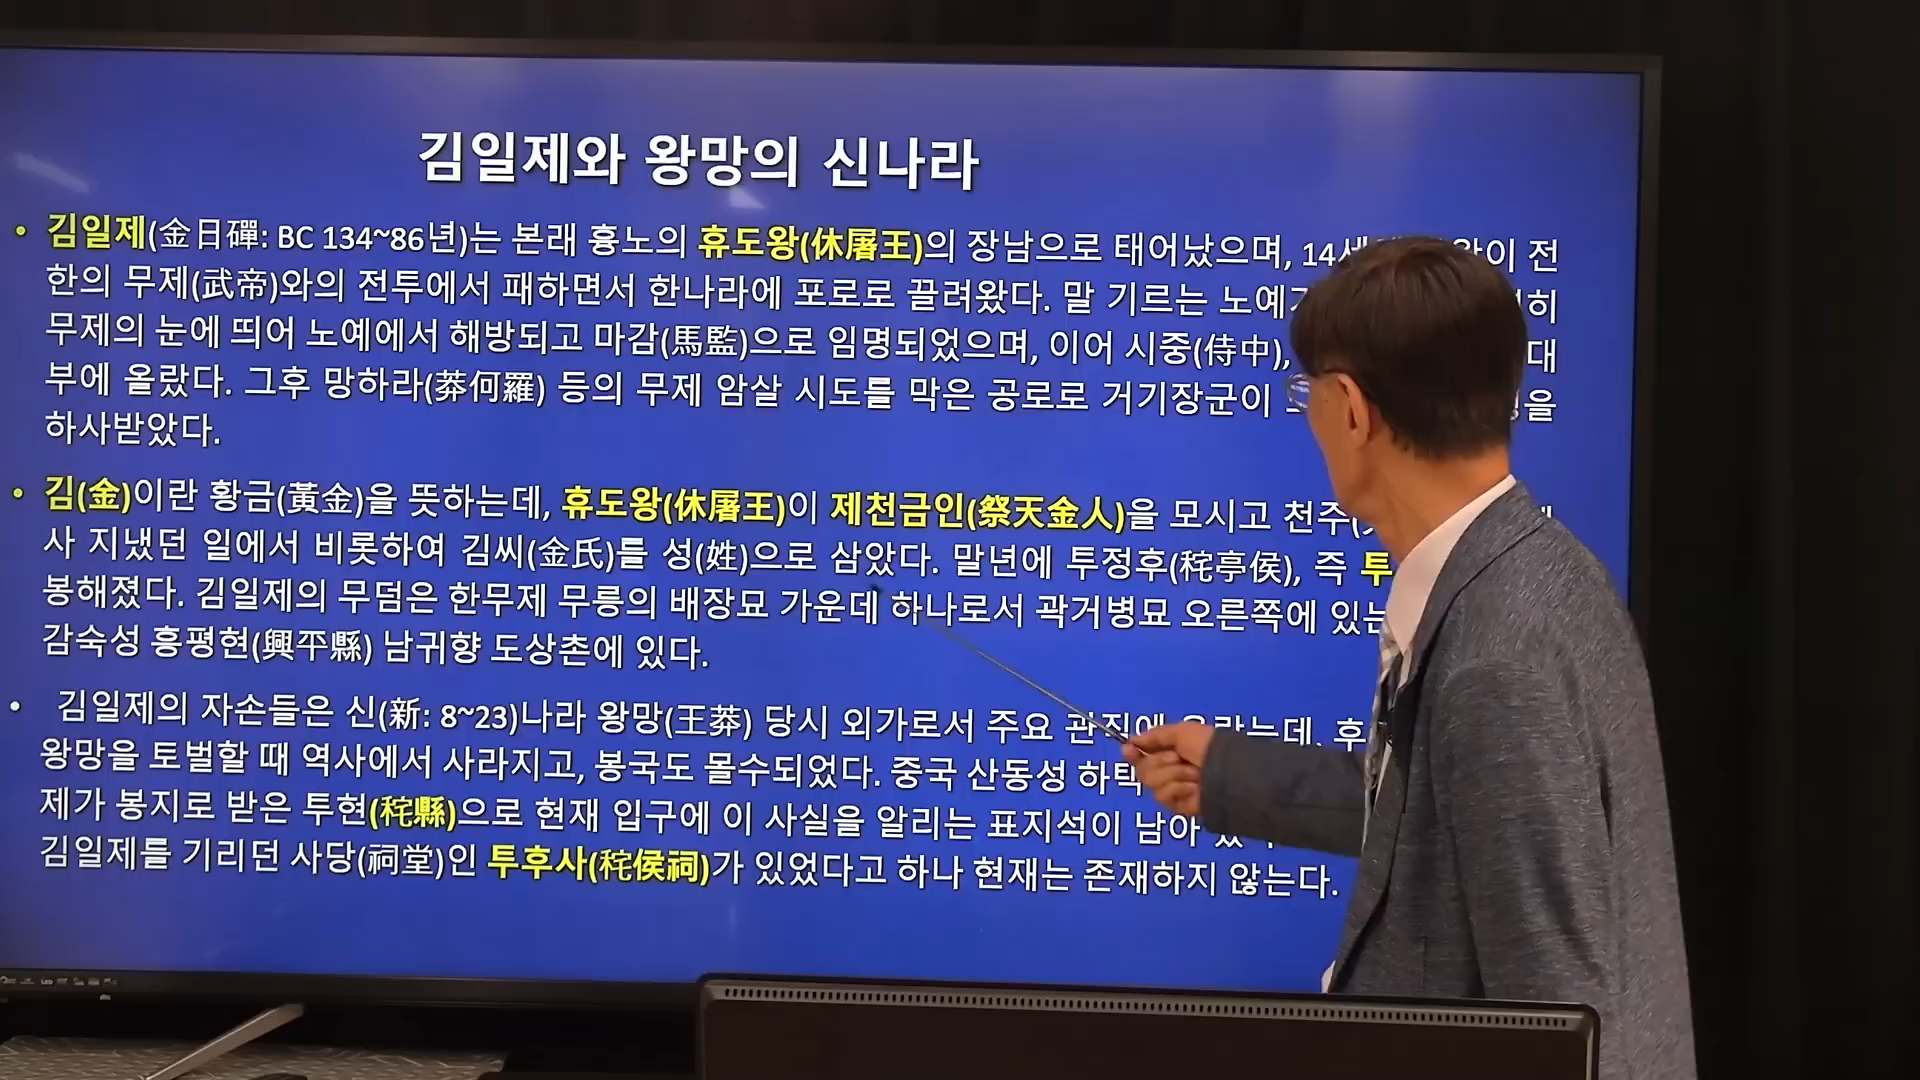 김일제와 왕망의 신나라
• 김일제(金日磾: BC 134~86년)는 본래 흉노의 휴도왕(休屠王)의 장남으로 태어났으며, 이 전
한의 무제(武帝)와의 전투에서 패하면서 한나라에 포로로 끌려왔다. 말 기르는
무제의 눈에 띄어 노예에서 해방되고 마감(馬監)으로 임명되었으며, 이어 시중(侍中), 대
부에 올랐다. 그후 망하라(莽何羅) 등의 무제 암살 시도를 막은 공로로 거기장군이
하사받았다.
• 김(金)이란 황금(黃金)을 뜻하는데, 휴도왕(休屠王)이 제천금인(祭天金人)을 모시고
사 지냈던 일에서 비롯하여 김씨(金氏)를 성(姓)으로 삼았다. 말년에 투정후(秺亭侯), 즉
봉해졌다. 김일제의 무덤은 한무제 무릉의 배장묘 가운데 하나로서 곽거병묘 오른쪽에
감숙성 흥평현(興平縣) 남귀향 도상촌에 있다.
• 김일제의 자손들은 신(新: 8~23)나라 왕망(王莽) 당시 외가로서 주요
왕망을 토벌할 때 역사에서 사라지고, 봉국도 몰수되었다. 중국 산동성
제가 봉지로 받은 투현(秺縣)으로 현재 입구에 이 사실을 알리는 표지석이 남아
김일제를 기리던 사당(祠堂)인 투후사(秺侯祠)가 있었다고 하나 현재는 존재하지 않는다.